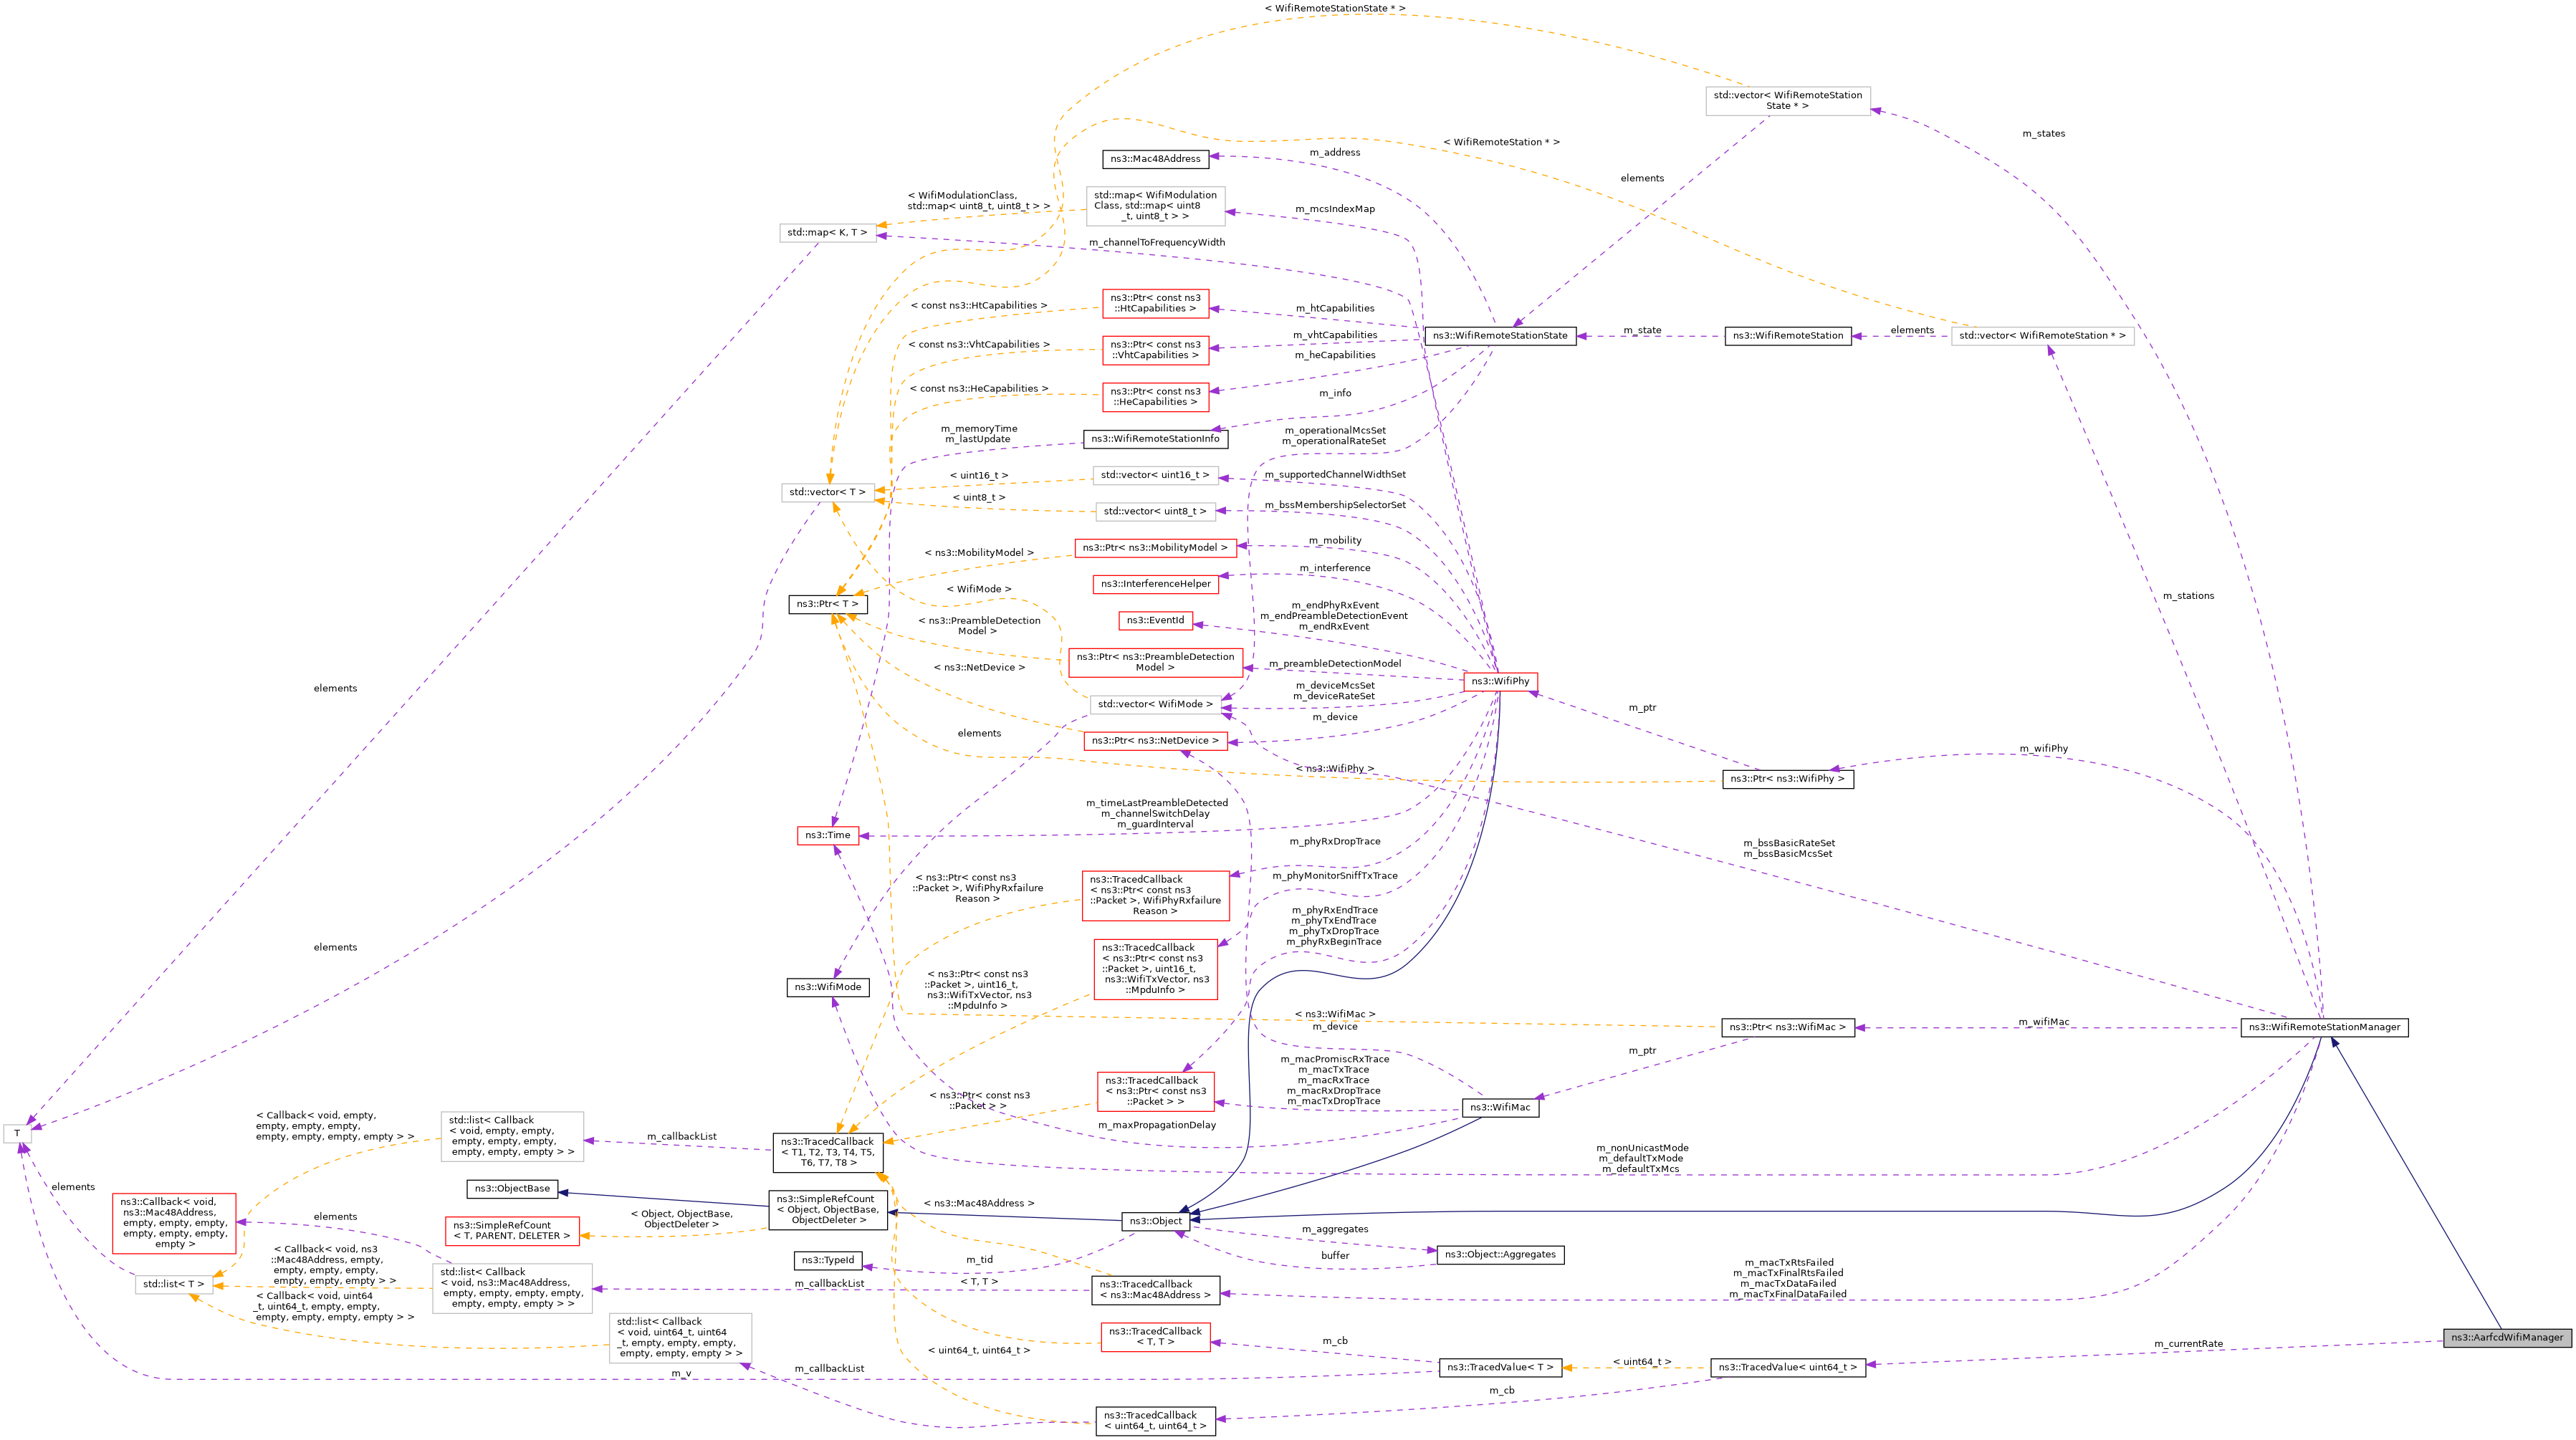 < WifiRemoteStationState * >
std::vector< WifiRemoteStation
State * >
m_states
ns3::Mac48Address
m_address
< WifiRemoteStation * >
elements
< WifiModulationClass,
std::map< uint8_t, uint8_t > >
std::map< WifiModulation
Class, std::map< uint8
_t, uint8_t > >
m_mcsIndexMap
std::map< K, T >
m_channelToFrequencyWidth
< const ns3::HtCapabilities >
ns3::Ptr< const ns3
::HtCapabilities >
m_htCapabilities
ns3::WifiRemoteStationState
m_state
ns3::WifiRemoteStation
elements
std::vector< WifiRemoteStation * >
< const ns3::VhtCapabilities >
ns3::Ptr< const ns3
::VhtCapabilities >
m_vhtCapabilities
m_heCapabilities
< const ns3::HeCapabilities >
ns3::Ptr< const ns3
::HeCapabilities >
m_info
m_memoryTime
m_lastUpdate
ns3::WifiRemoteStationInfo
m_operationalMcsSet
m_operationalRateSet
std::vector< T >
< uint16_t >
std::vector< uint16_t >
m_supportedChannelWidthSet
< uint8_t >
std::vector< uint8_t >
m_bssMembershipSelectorSet
< ns3::MobilityModel >
ns3::Ptr< ns3::MobilityModel >
m_mobility
ns3::InterferenceHelper
m_interference
ns3::Ptr< T >
< WifiMode >
ns3::EventId
m_endPhyRxEvent
m_endPreambleDetectionEvent
m_endRxEvent
m_stations
< ns3::PreambleDetection
Model >
ns3::Ptr< ns3::PreambleDetection
Model >
m_preambleDetectionModel
ns3::WifiPhy
< ns3::NetDevice >
std::vector< WifiMode >
m_deviceMcsSet
m_deviceRateSet
m_device
m_ptr
elements
elements
ns3::Ptr< ns3::NetDevice >
< ns3::WifiPhy >
ns3::Ptr< ns3::WifiPhy >
m_wifiPhy
ns3::Time
m_timeLastPreambleDetected
m_channelSwitchDelay
m_guardInterval
m_phyRxDropTrace
m_bssBasicRateSet
m_bssBasicMcsSet
< ns3::Ptr< const ns3
::Packet >, WifiPhyRxfailure
Reason >
ns3::TracedCallback
< ns3::Ptr< const ns3
::Packet >, WifiPhyRxfailure
Reason >
m_phyMonitorSniffTxTrace
m_phyRxEndTrace
m_phyTxEndTrace
m_phyTxDropTrace
m_phyRxBeginTrace
elements
ns3::WifiMode
< ns3::Ptr< const ns3
::Packet >, uint16_t,
ns3::WifiTxVector, ns3
::MpduInfo >
ns3::TracedCallback
< ns3::Ptr< const ns3
::Packet >, uint16_t,
ns3::WifiTxVector, ns3
::MpduInfo >
< ns3::WifiMac >
m_device
ns3::Ptr< ns3::WifiMac >
m_wifiMac
ns3::WifiRemoteStationManager
m_ptr
m_macPromiscRxTrace
m_macTxTrace
m_macRxTrace
m_macRxDropTrace
m_macTxDropTrace
ns3::WifiMac
< ns3::Ptr< const ns3
::Packet > >
ns3::TracedCallback
< ns3::Ptr< const ns3
::Packet > >
m_maxPropagationDelay
T
< Callback< void, empty,
empty, empty, empty,
empty, empty, empty, empty > >
std::list< Callback
< void, empty, empty,
empty, empty, empty,
empty, empty, empty > >
m_callbackList
ns3::TracedCallback
< T1, T2, T3, T4, T5,
T6, T7, T8 >
m_nonUnicastMode
m_defaultTxMode
m_defaultTxMcs
elements
ns3::ObjectBase
ns3::Callback< void,
ns3::Mac48Address,
empty, empty, empty,
empty, empty, empty,
empty >
elements
ns3::SimpleRefCount
< T, PARENT, DELETER >
< Object, ObjectBase,
ObjectDeleter >
ns3::SimpleRefCount
< Object, ObjectBase,
ObjectDeleter >
< ns3::Mac48Address >
ns3::Object
m_aggregates
buffer
ns3::Object::Aggregates
ns3::TypeId
m_tid
std::list< T >
< Callback< void, ns3
::Mac48Address, empty,
empty, empty, empty,
empty, empty, empty > >
std::list< Callback
< void, ns3::Mac48Address,
empty, empty, empty, empty,
empty, empty, empty > >
m_callbackList
< T, T >
ns3::TracedCallback
< ns3::Mac48Address >
m_macTxRtsFailed
m_macTxFinalRtsFailed
m_macTxDataFailed
m_macTxFinalDataFailed
< Callback< void, uint64
_t, uint64_t, empty, empty,
empty, empty, empty, empty > >
std::list< Callback
< void, uint64_t, uint64
_t, empty, empty, empty,
empty, empty, empty > >
ns3::TracedCallback
< T, T >
m_cb
< uint64_t, uint64_t >
m_v
m_callbackList
ns3::TracedValue< T >
< uint64_t >
ns3::TracedValue< uint64_t >
m_currentRate
ns3::AarfcdWifiManager
m_cb
ns3::TracedCallback
< uint64_t, uint64_t >